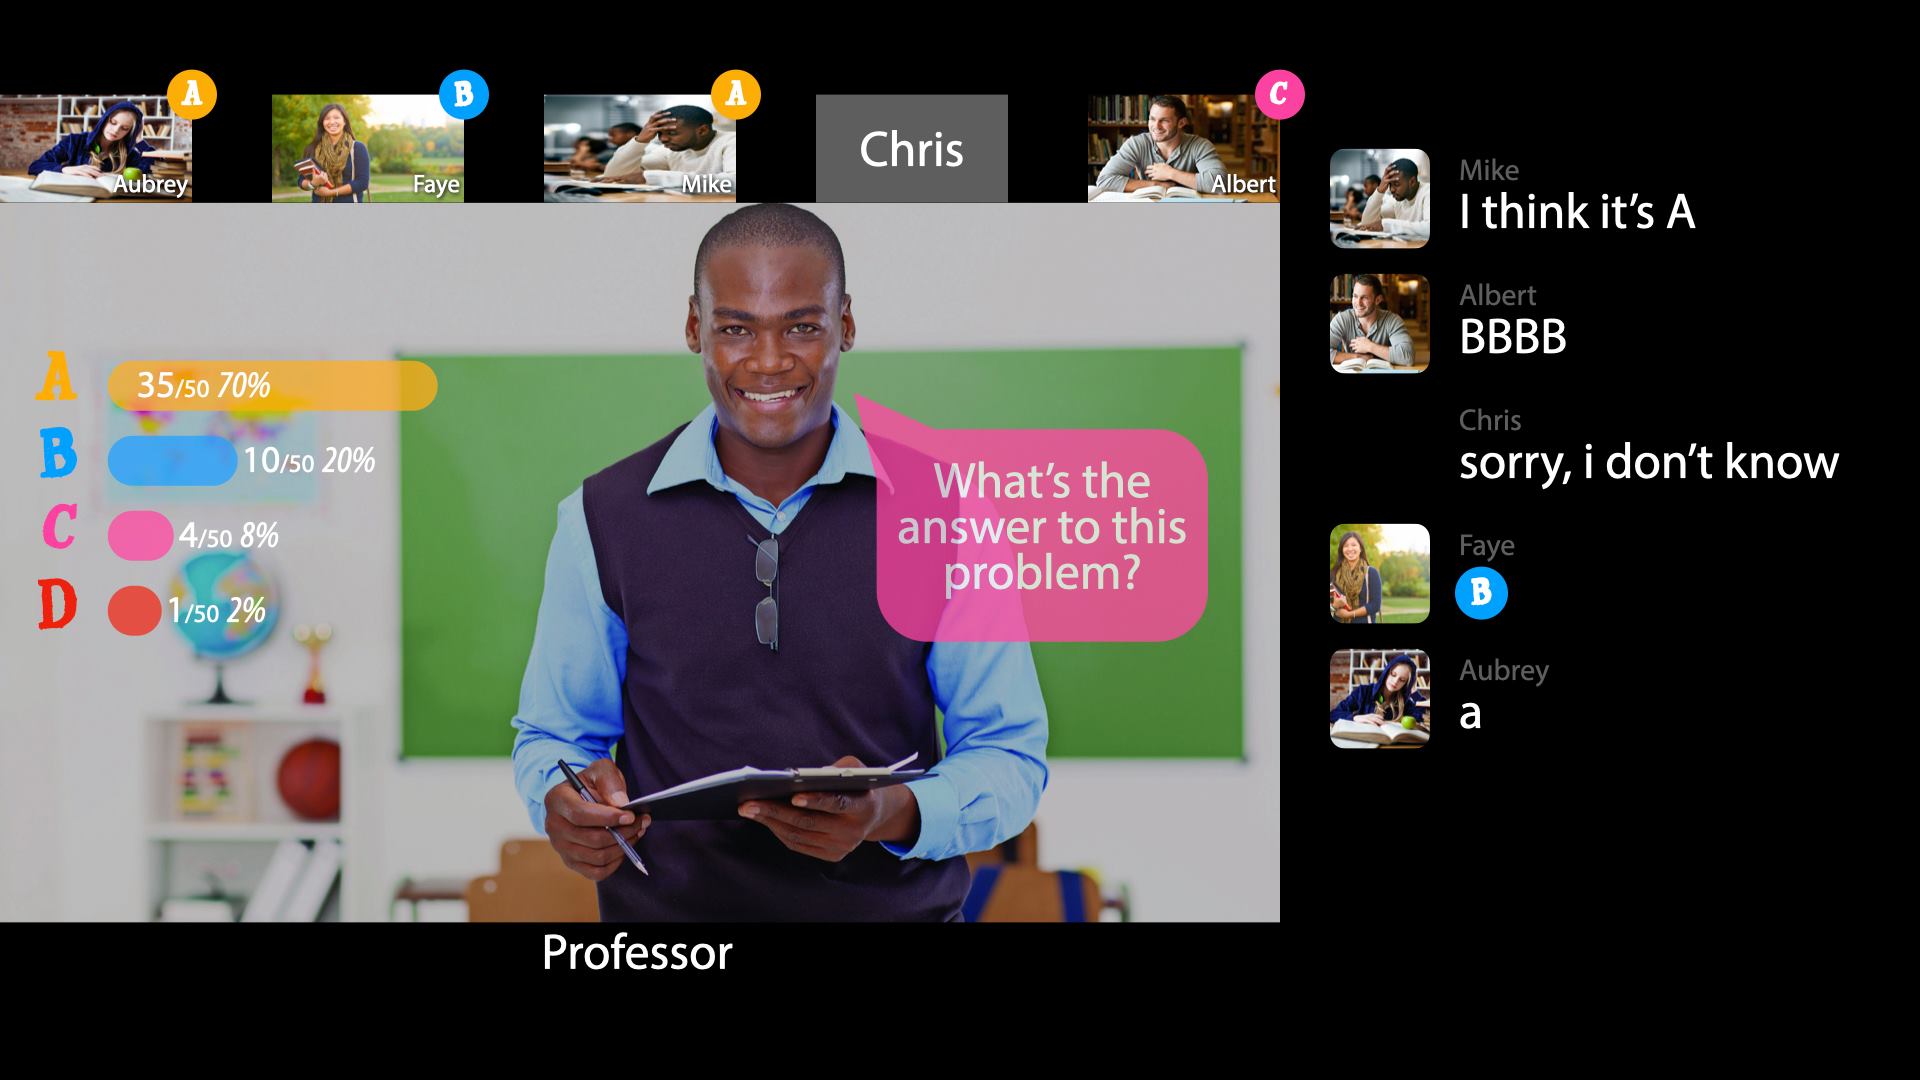 A
B
A
C
Aubrey
Faye
Mike
Chris
Albert
A 35/50 70%
B 10/50 20%
C 4/50 8%
D 1/50 2%
What's the
answer to this
problem?
Professor
Mike
I think it's A
Albert
BBBB
Chris
sorry, i don't know
Faye
B
Aubrey
a